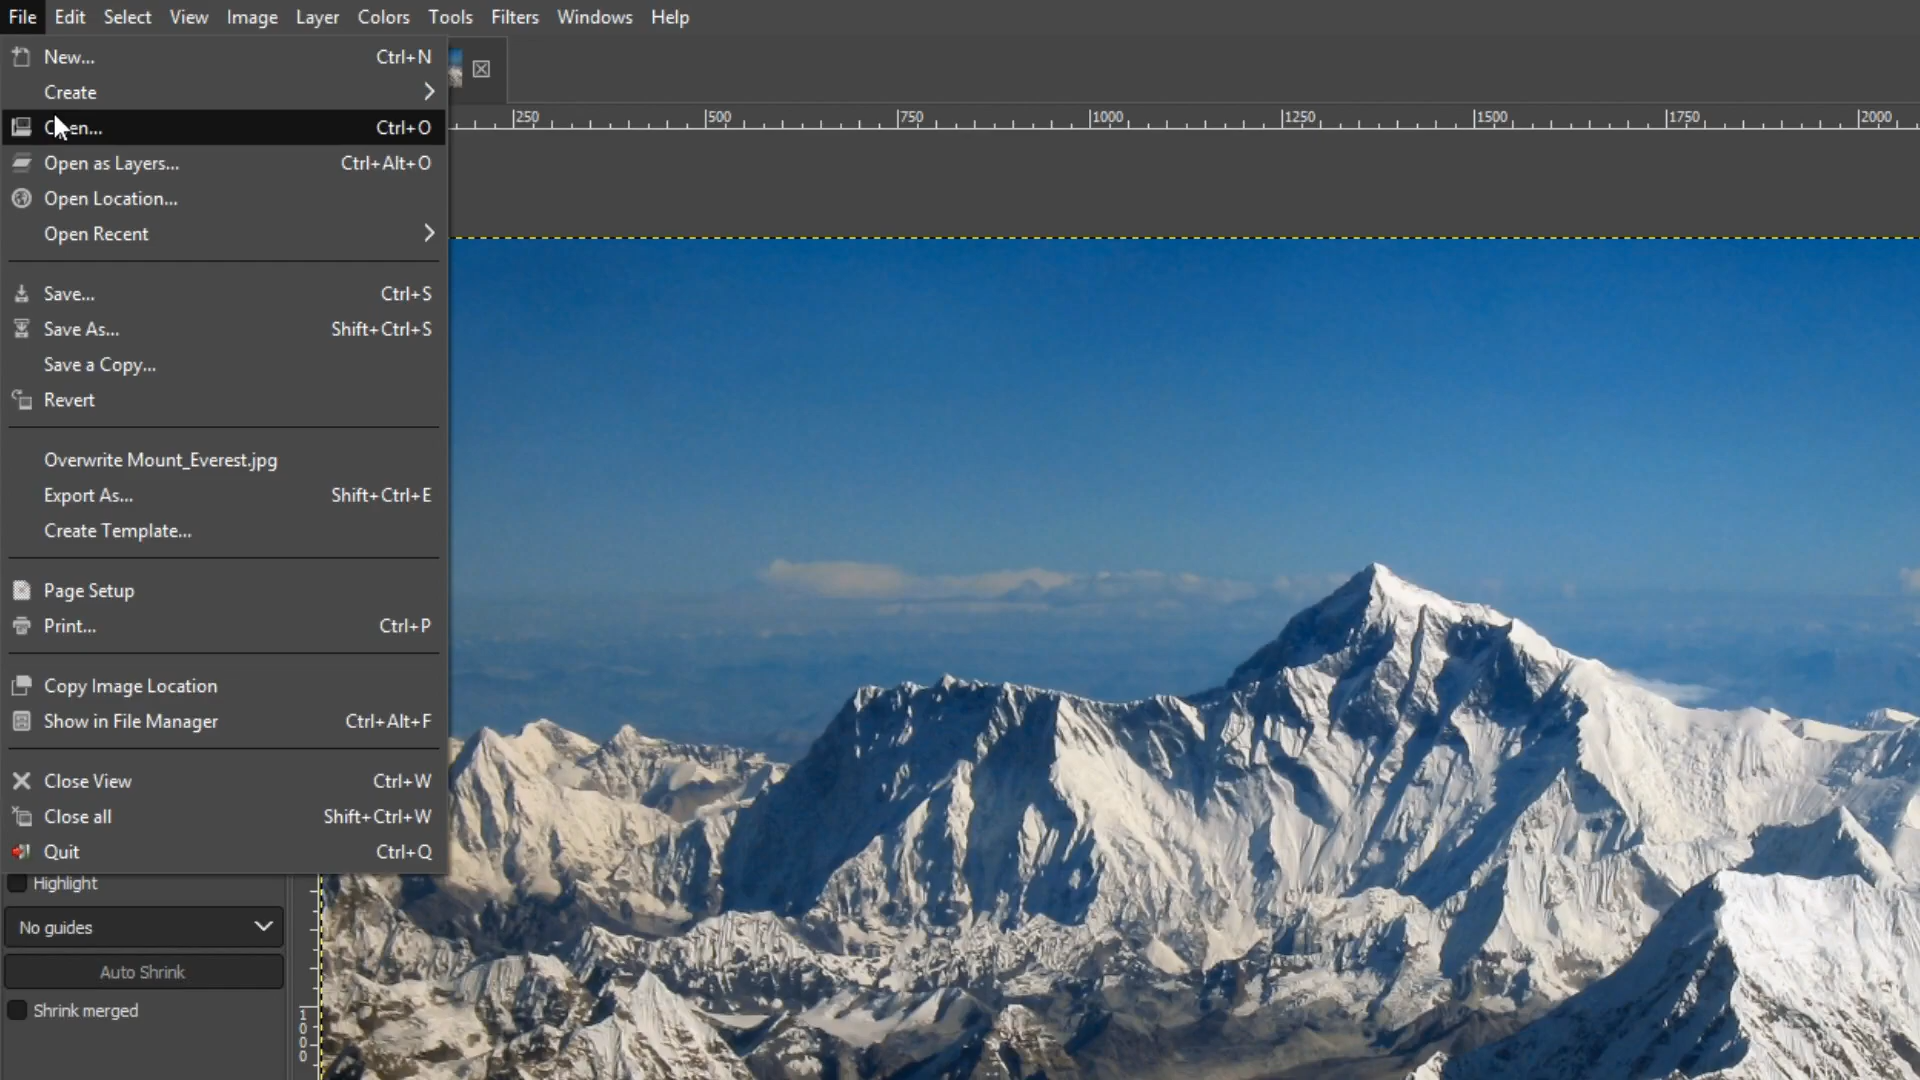 File Edit Select View Image Layer Colors Tools Filters Windows Help
New... Ctrl+N
Create
Open... Ctrl+O
Open as Layers... Ctrl+Alt+O
Open Location...
Open Recent
Save... Ctrl+S
Save As... Shift+Ctrl+S
Save a Copy...
Revert
Overwrite Mount_Everest.jpg
Export As... Shift+Ctrl+E
Create Template...
Page Setup
Print... Ctrl+P
Copy Image Location
Show in File Manager Ctrl+Alt+F
Close View Ctrl+W
Close all Shift+Ctrl+W
Quit Ctrl+Q
Highlight
No guides
Auto Shrink
Shrink merged
250 500 750 1000 1250 1500 1750 2000
1000